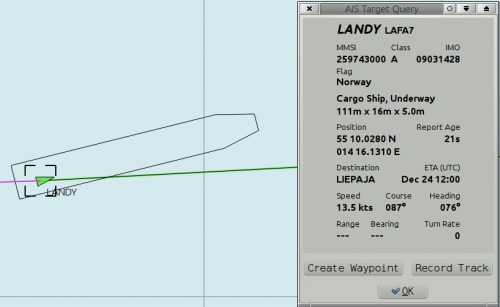 AIS Target Query
LANDY LAFA7
MMSI Class IMO
259743000 A 09031428
Flag
Norway
Cargo Ship, Underway
111m x 16m x 5.0m
Position Report Age
55 10.0280 N 21s
014 16.1310 E
Destination ETA (UTC)
LIEPAJA Dec 24 12:00
Speed Course Heading
13.5 kts 087° 076°
Range Bearing Turn Rate
--- --- 0
Create Waypoint Record Track
OK
LANDY